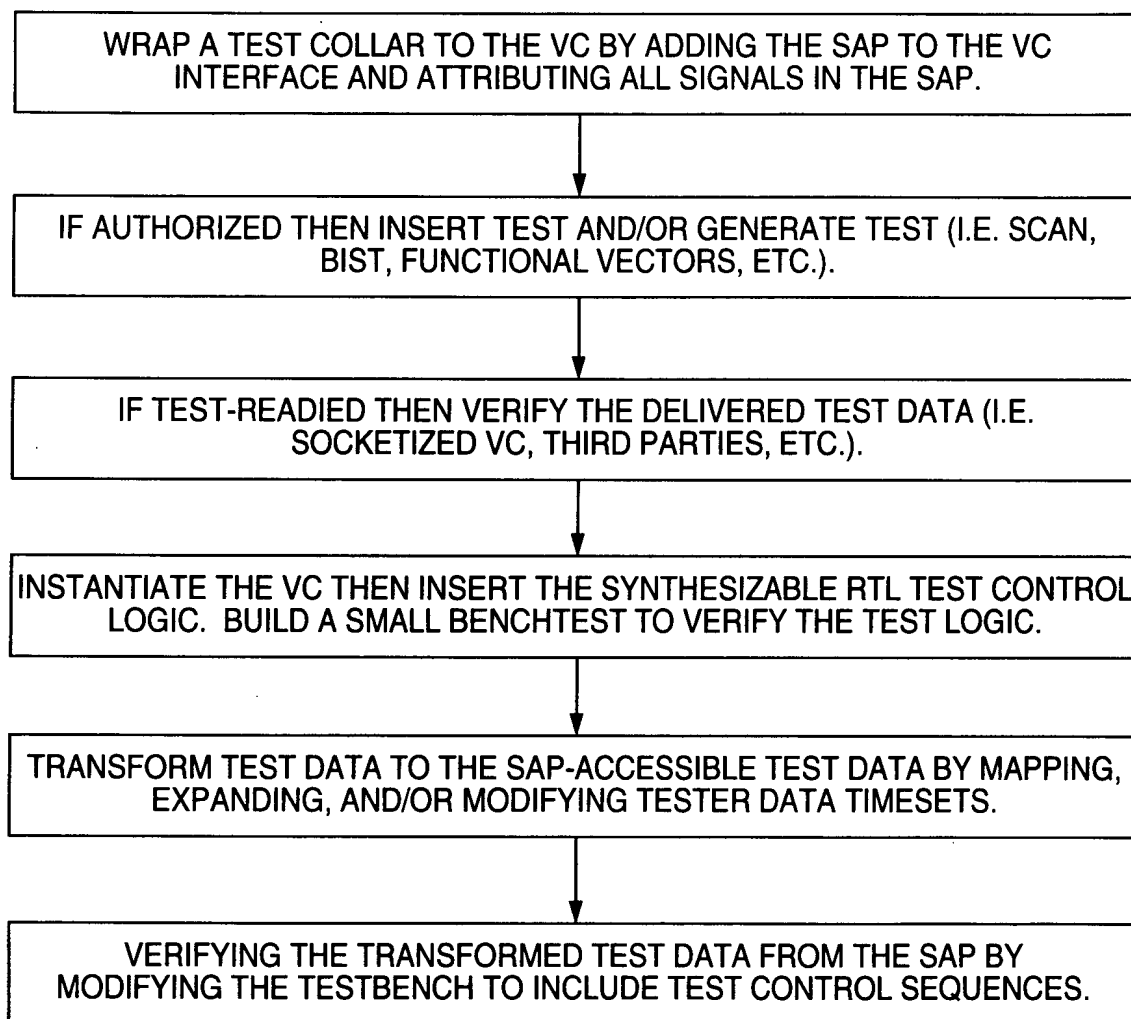 WRAP A TEST COLLAR TO THE VC BY ADDING THE SAP TO THE VC
INTERFACE AND ATTRIBUTING ALL SIGNALS IN THE SAP.
IF AUTHORIZED THEN INSERT TEST AND/OR GENERATE TEST (I.E. SCAN,
BIST, FUNCTIONAL VECTORS, ETC.).
IF TEST-READIED THEN VERIFY THE DELIVERED TEST DATA (I.E.
SOCKETIZED VC, THIRD PARTIES, ETC.).
INSTANTIATE THE VC THEN INSERT THE SYNTHESIZABLE RTL TEST CONTROL
LOGIC. BUILD A SMALL BENCHTEST TO VERIFY THE TEST LOGIC.
TRANSFORM TEST DATA TO THE SAP-ACCESSIBLE TEST DATA BY MAPPING,
EXPANDING, AND/OR MODIFYING TESTER DATA TIMESETS.
VERIFYING THE TRANSFORMED TEST DATA FROM THE SAP BY
MODIFYING THE TESTBENCH TO INCLUDE TEST CONTROL SEQUENCES.